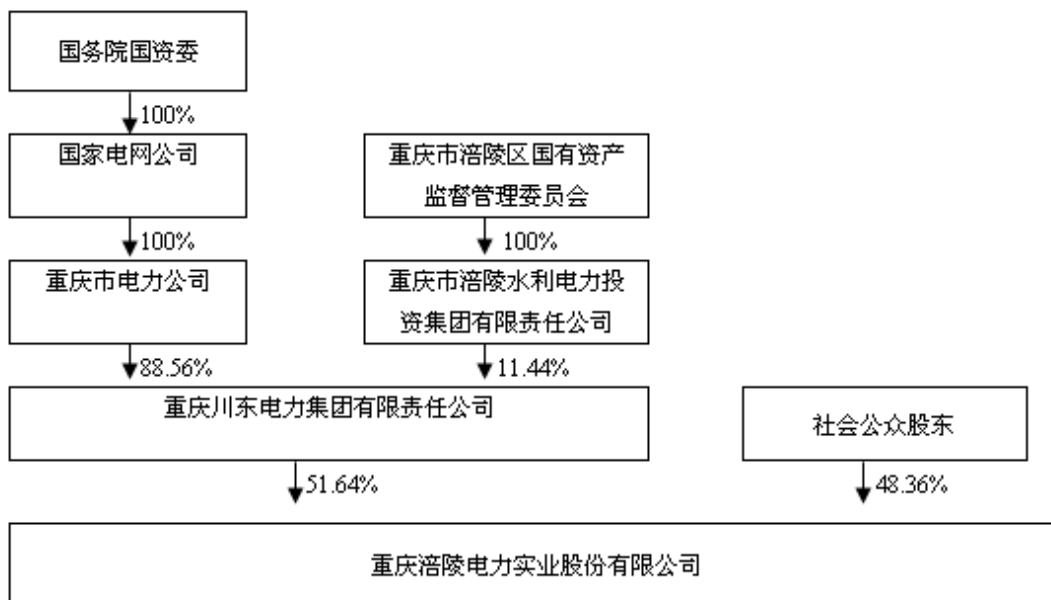 国务院国资委
100%
国家电网公司
重庆市涪陵区国有资产
监督管理委员会
100%
100%
重庆市电力公司
重庆市涪陵水利电力投
资集团有限责任公司
88.56%
11.44%
重庆川东电力集团有限责任公司
社会公众股东
51.64%
48.36%
重庆涪陵电力实业股份有限公司